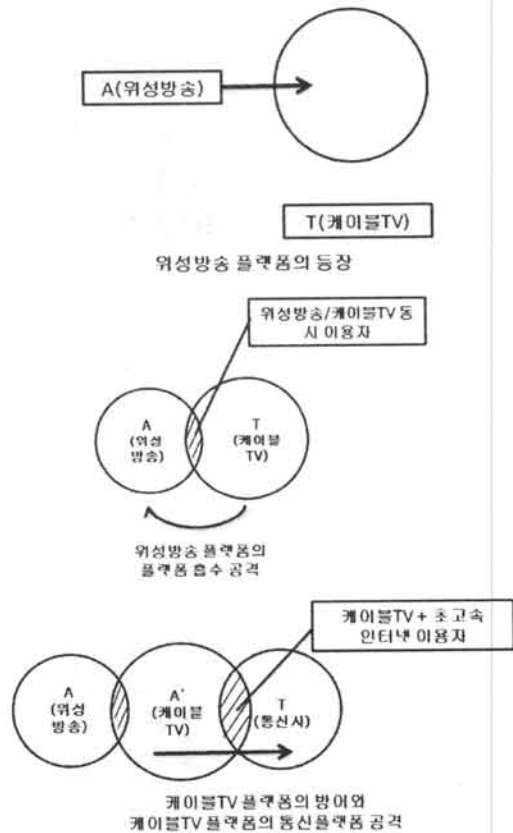 A(위성방송)
T(케이블TV)
위성방송 플랫폼의 등장
위성방송/케이블TV 동
시 이용자
A
(위성
방송)
T
(케이블
TV)
위성방송 플랫폼의
플랫폼 흡수 공격
케이블TV + 초고속
인터넷 이용자
A
(위성
방송)
A'
(케이블
TV)
T
(통신사)
케이블TV 플랫폼의 방어와
케이블TV 플랫폼의 통신플랫폼 공격